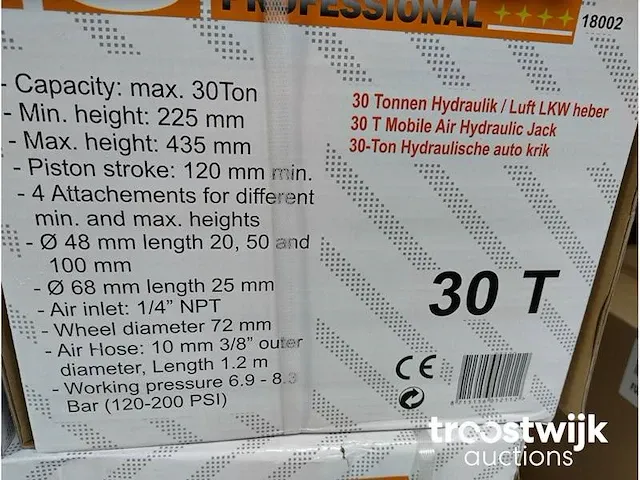 PROFESSIONAL
18002
- Capacity: max. 30Ton
- Min. height: 225 mm
- Max. height: 435 mm
- Piston stroke: 120 mm min.
- 4 Attachements for different
min. and max. heights
- Ø 48 mm length 20, 50 and
100 mm
- Ø 68 mm length 25 mm
- Air inlet: 1/4" NPT
- Wheel diameter 72 mm
- Air Hose: 10 mm 3/8" outer
diameter, Length 1.2 m
- Working pressure 6.9 - 8.3
Bar (120-200 PSI)
30 Tonnen Hydraulik / Luft LKW heber
30 T Mobile Air Hydraulic Jack
30-Ton Hydraulische auto krik
30 T
CE
troostwijk
auctions